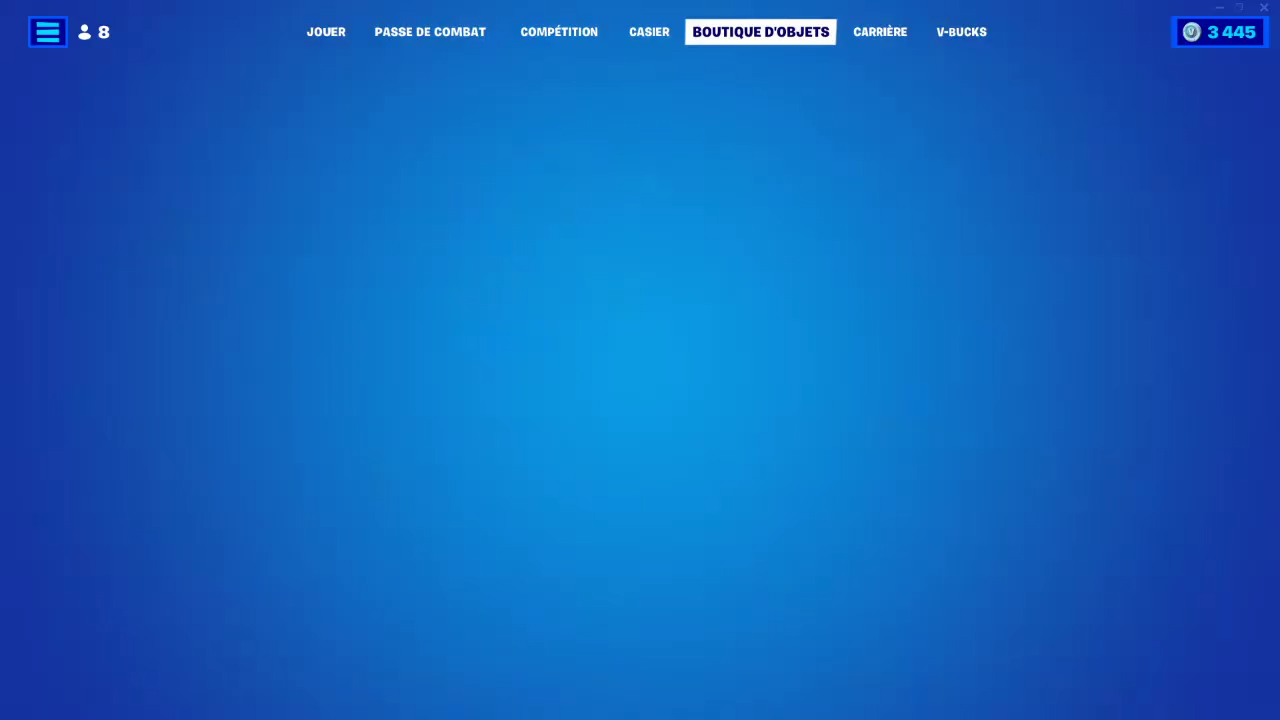 8
JOUER PASSE DE COMBAT COMPÉTITION CASIER BOUTIQUE D'OBJETS CARRIÈRE V-BUCKS
3 445